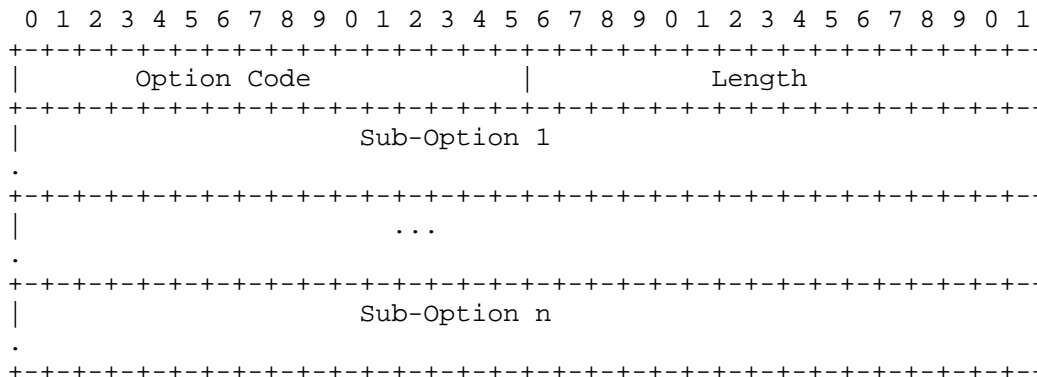 0 1 2 3 4 5 6 7 8 9 0 1 2 3 4 5 6 7 8 9 0 1 2 3 4 5 6 7 8 9 0 1
+-+-+-+-+-+-+-+-+-+-+-+-+-+-+-+-+-+-+-+-+-+-+-+-+-+-+-+-+-+-+-+-+-
|       Option Code             |           Length
+-+-+-+-+-+-+-+-+-+-+-+-+-+-+-+-+-+-+-+-+-+-+-+-+-+-+-+-+-+-+-+-+-
|                     Sub-Option 1
.
+-+-+-+-+-+-+-+-+-+-+-+-+-+-+-+-+-+-+-+-+-+-+-+-+-+-+-+-+-+-+-+-+-
|                       ...
.
+-+-+-+-+-+-+-+-+-+-+-+-+-+-+-+-+-+-+-+-+-+-+-+-+-+-+-+-+-+-+-+-+-
|                     Sub-Option n
.
+-+-+-+-+-+-+-+-+-+-+-+-+-+-+-+-+-+-+-+-+-+-+-+-+-+-+-+-+-+-+-+-+-